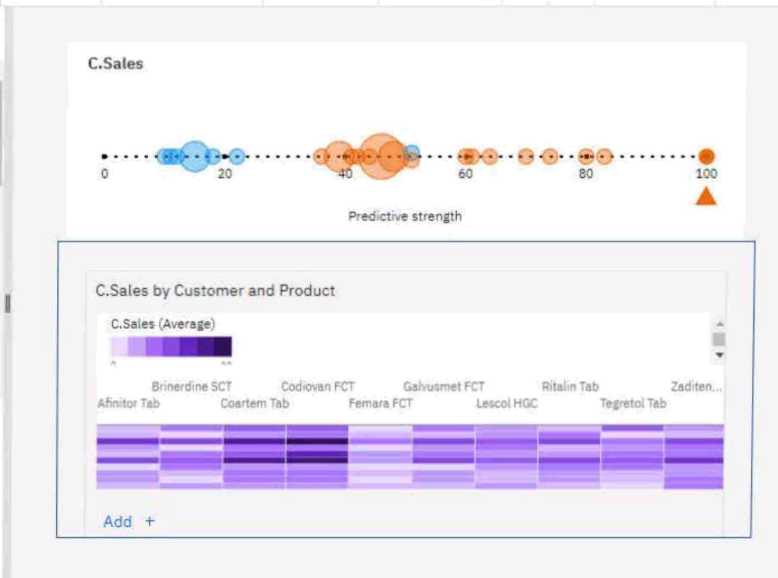 C.Sales
0 20 40 60 80 100
Predictive strength
C.Sales by Customer and Product
C.Sales (Average)
Brinerdine SCT Codiovan FCT Galvusmet FCT Ritalin Tab Zaditen...
Afinitor Tab Coartem Tab Femara FCT Lescol HGC Tegretol Tab
Add +